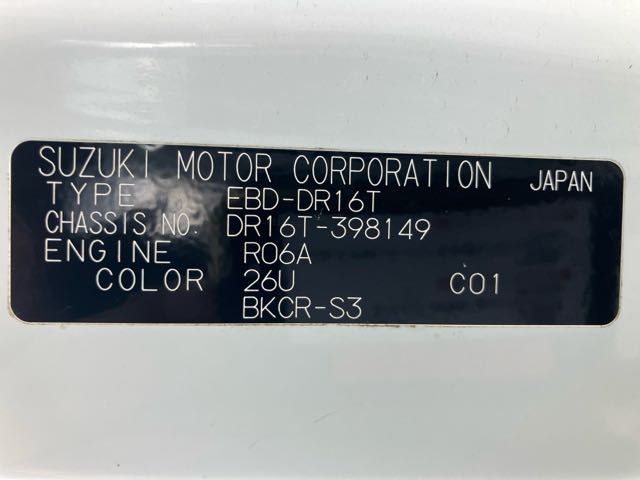 SUZUKI MOTOR CORPORATION JAPAN
TYPE EBD-DR16T
CHASSIS NO. DR16T-398149
ENGINE R06A
COLOR 26U C01
BKCR-S3